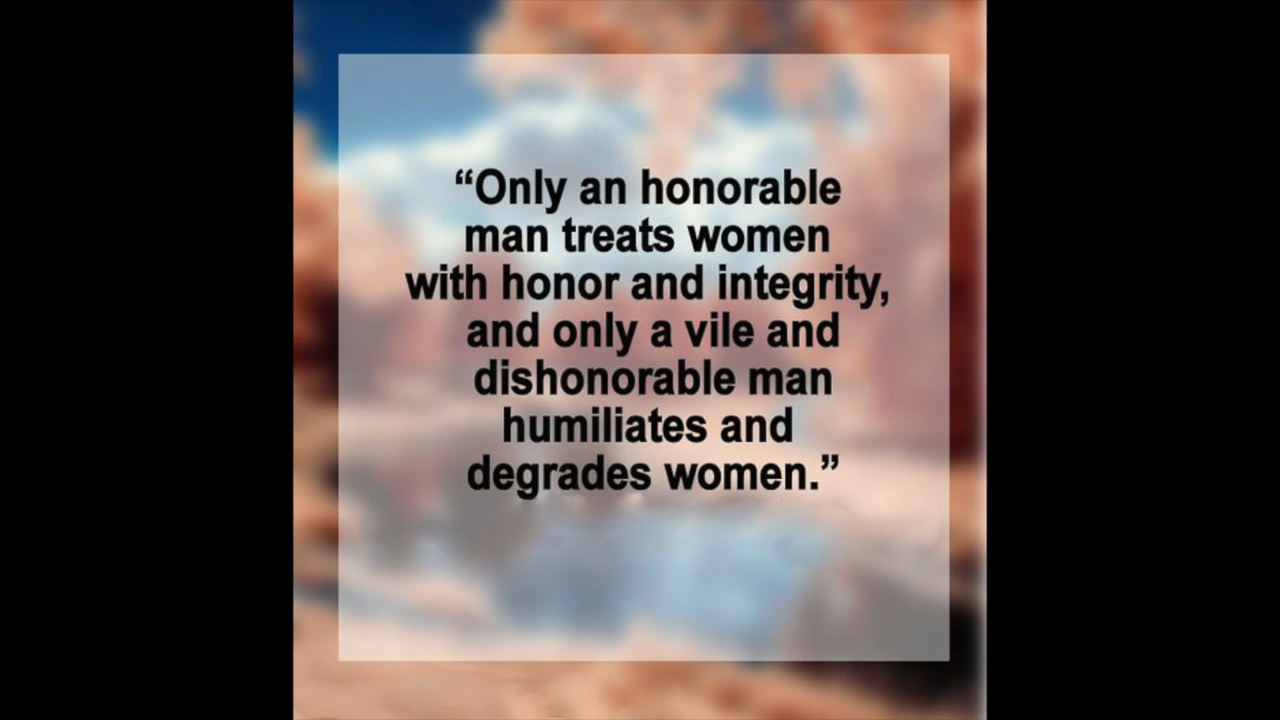 “Only an honorable
man treats women
with honor and integrity,
and only a vile and
dishonorable man
humiliates and
degrades women.”